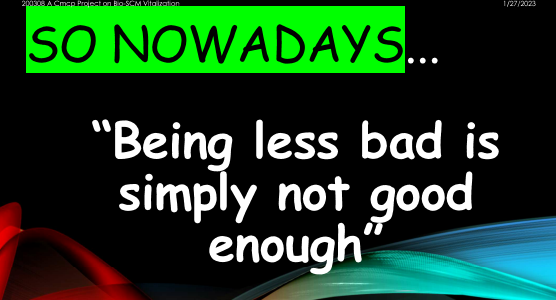 200308 A Cmcp Project on Bio-SCM Vitalization 1/27/2023
SO NOWADAYS...
“Being less bad is
simply not good
enough”